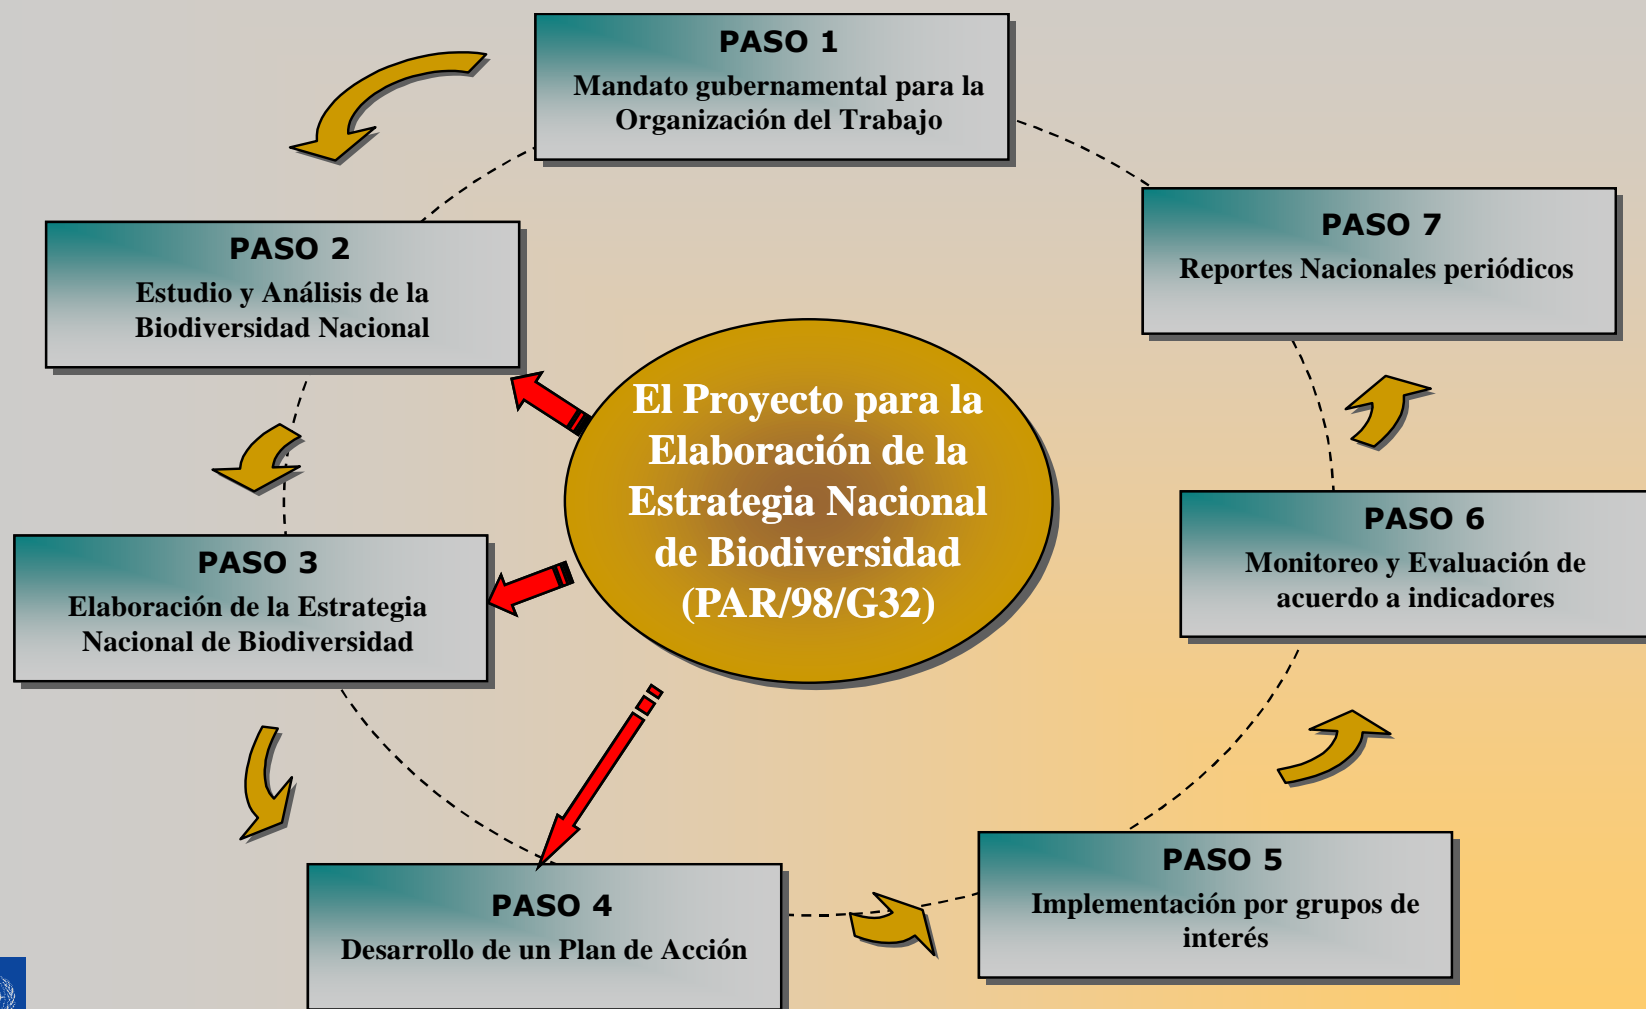 PASO 1
Mandato gubernamental para la
Organización del Trabajo
PASO 2
Estudio y Análisis de la
Biodiversidad Nacional
PASO 3
Elaboración de la Estrategia
Nacional de Biodiversidad
PASO 4
Desarrollo de un Plan de Acción
PASO 5
Implementación por grupos de
interés
PASO 6
Monitoreo y Evaluación de
acuerdo a indicadores
PASO 7
Reportes Nacionales periódicos
El Proyecto para la
Elaboración de la
Estrategia Nacional
de Biodiversidad
(PAR/98/G32)